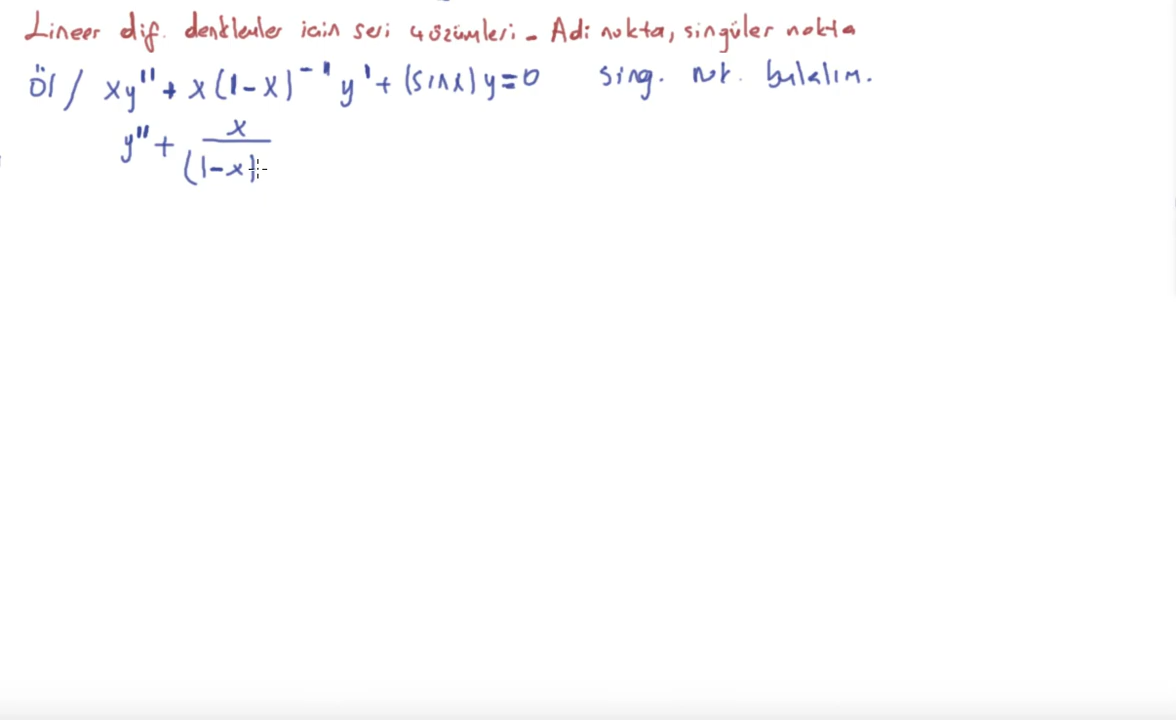 Lineer dif. denklemler için seri çözümleri - Adi nokta, singüler nokta
Ör / xy'' + x(1-x)⁻¹ y' + (sinx)y=0 sing. nok. bulalım.
y'' + x/(1-x)